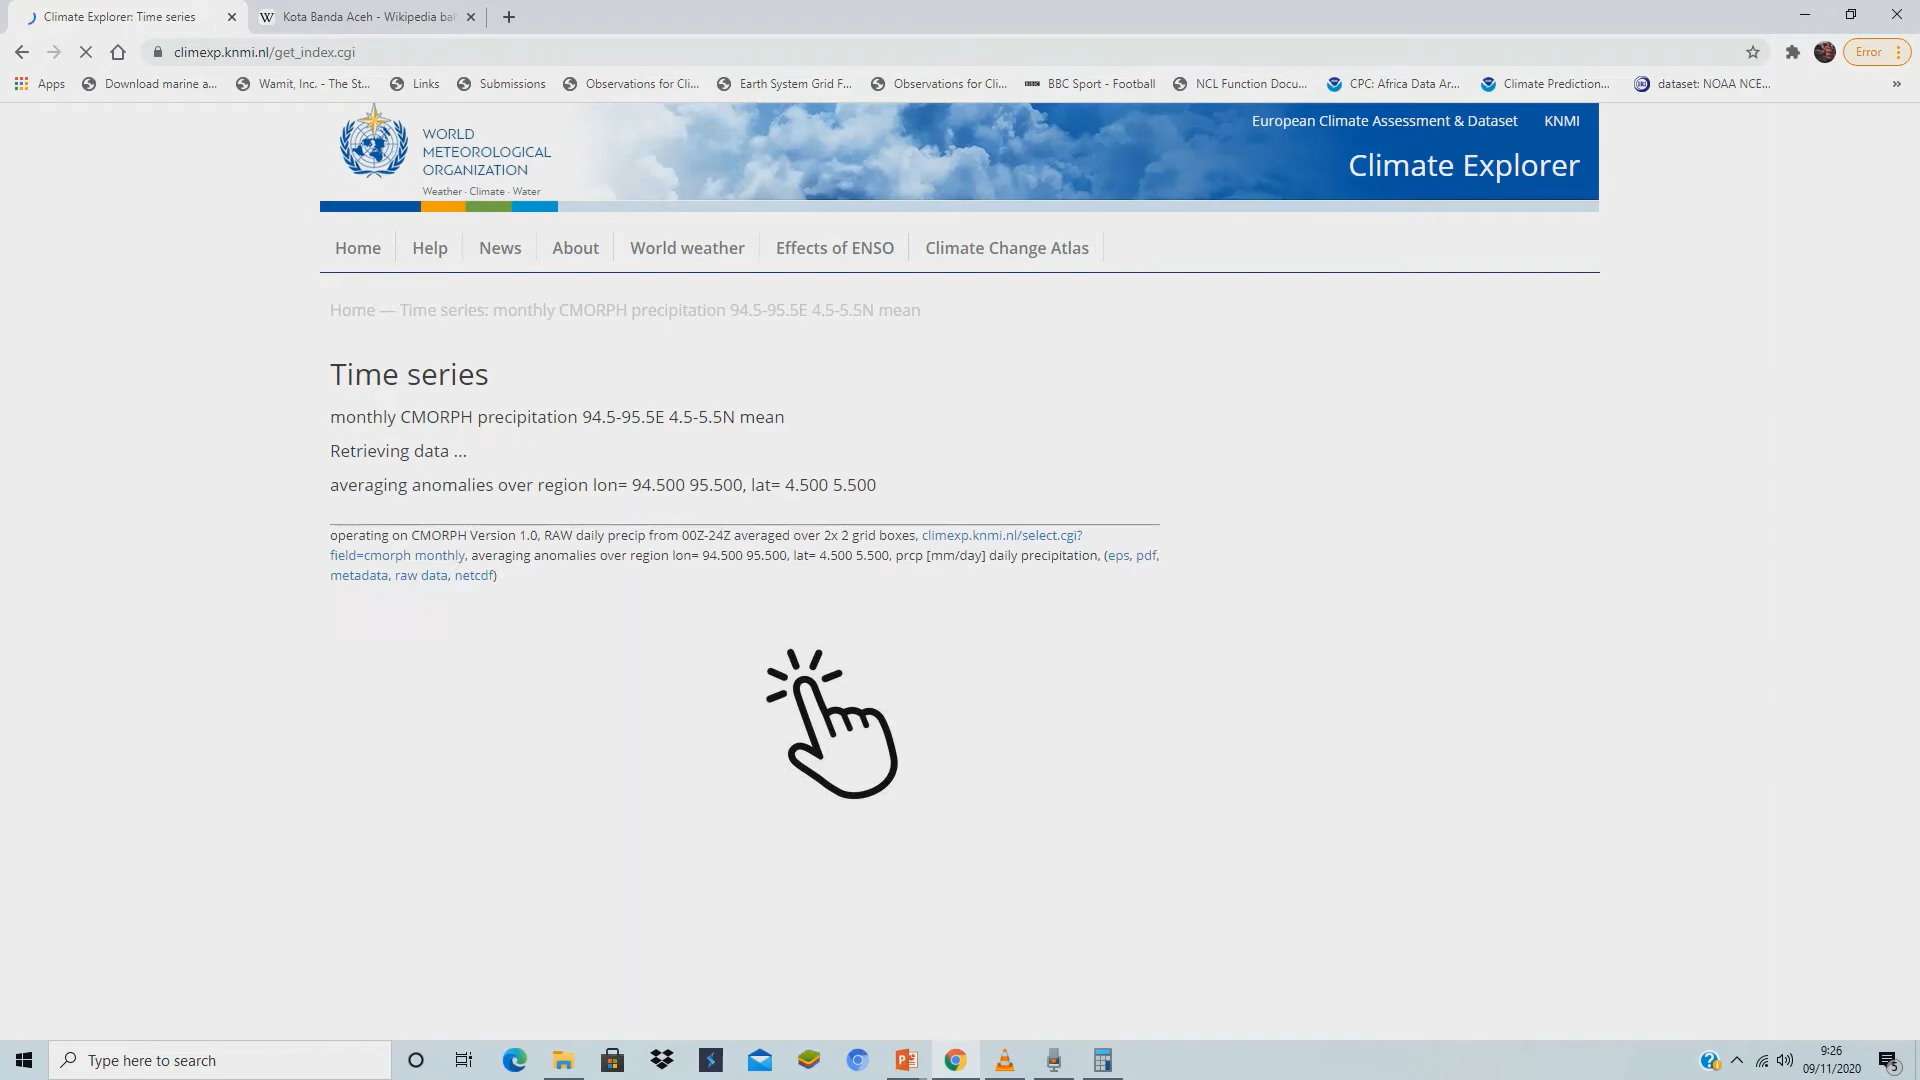 Climate Explorer: Time series
Kota Banda Aceh - Wikipedia bah
climexp.knmi.nl/get_index.cgi
Error
Apps
Download marine a...
Wamit, Inc. - The St...
Links
Submissions
Observations for Cli...
Earth System Grid F...
Observations for Cli...
BBC Sport - Football
NCL Function Docu...
CPC: Africa Data Ar...
Climate Prediction...
dataset: NOAA NCE...
»
WORLD
METEOROLOGICAL
ORGANIZATION
Weather · Climate · Water
European Climate Assessment & Dataset
KNMI
Climate Explorer
Home
Help
News
About
World weather
Effects of ENSO
Climate Change Atlas
Home — Time series: monthly CMORPH precipitation 94.5-95.5E 4.5-5.5N mean
Time series
monthly CMORPH precipitation 94.5-95.5E 4.5-5.5N mean
Retrieving data ...
averaging anomalies over region lon= 94.500 95.500, lat= 4.500 5.500
operating on CMORPH Version 1.0, RAW daily precip from 00Z-24Z averaged over 2x 2 grid boxes, climexp.knmi.nl/select.cgi?
field=cmorph monthly, averaging anomalies over region lon= 94.500 95.500, lat= 4.500 5.500, prcp [mm/day] daily precipitation, (eps, pdf,
metadata, raw data, netcdf)
Type here to search
9:26
09/11/2020
5